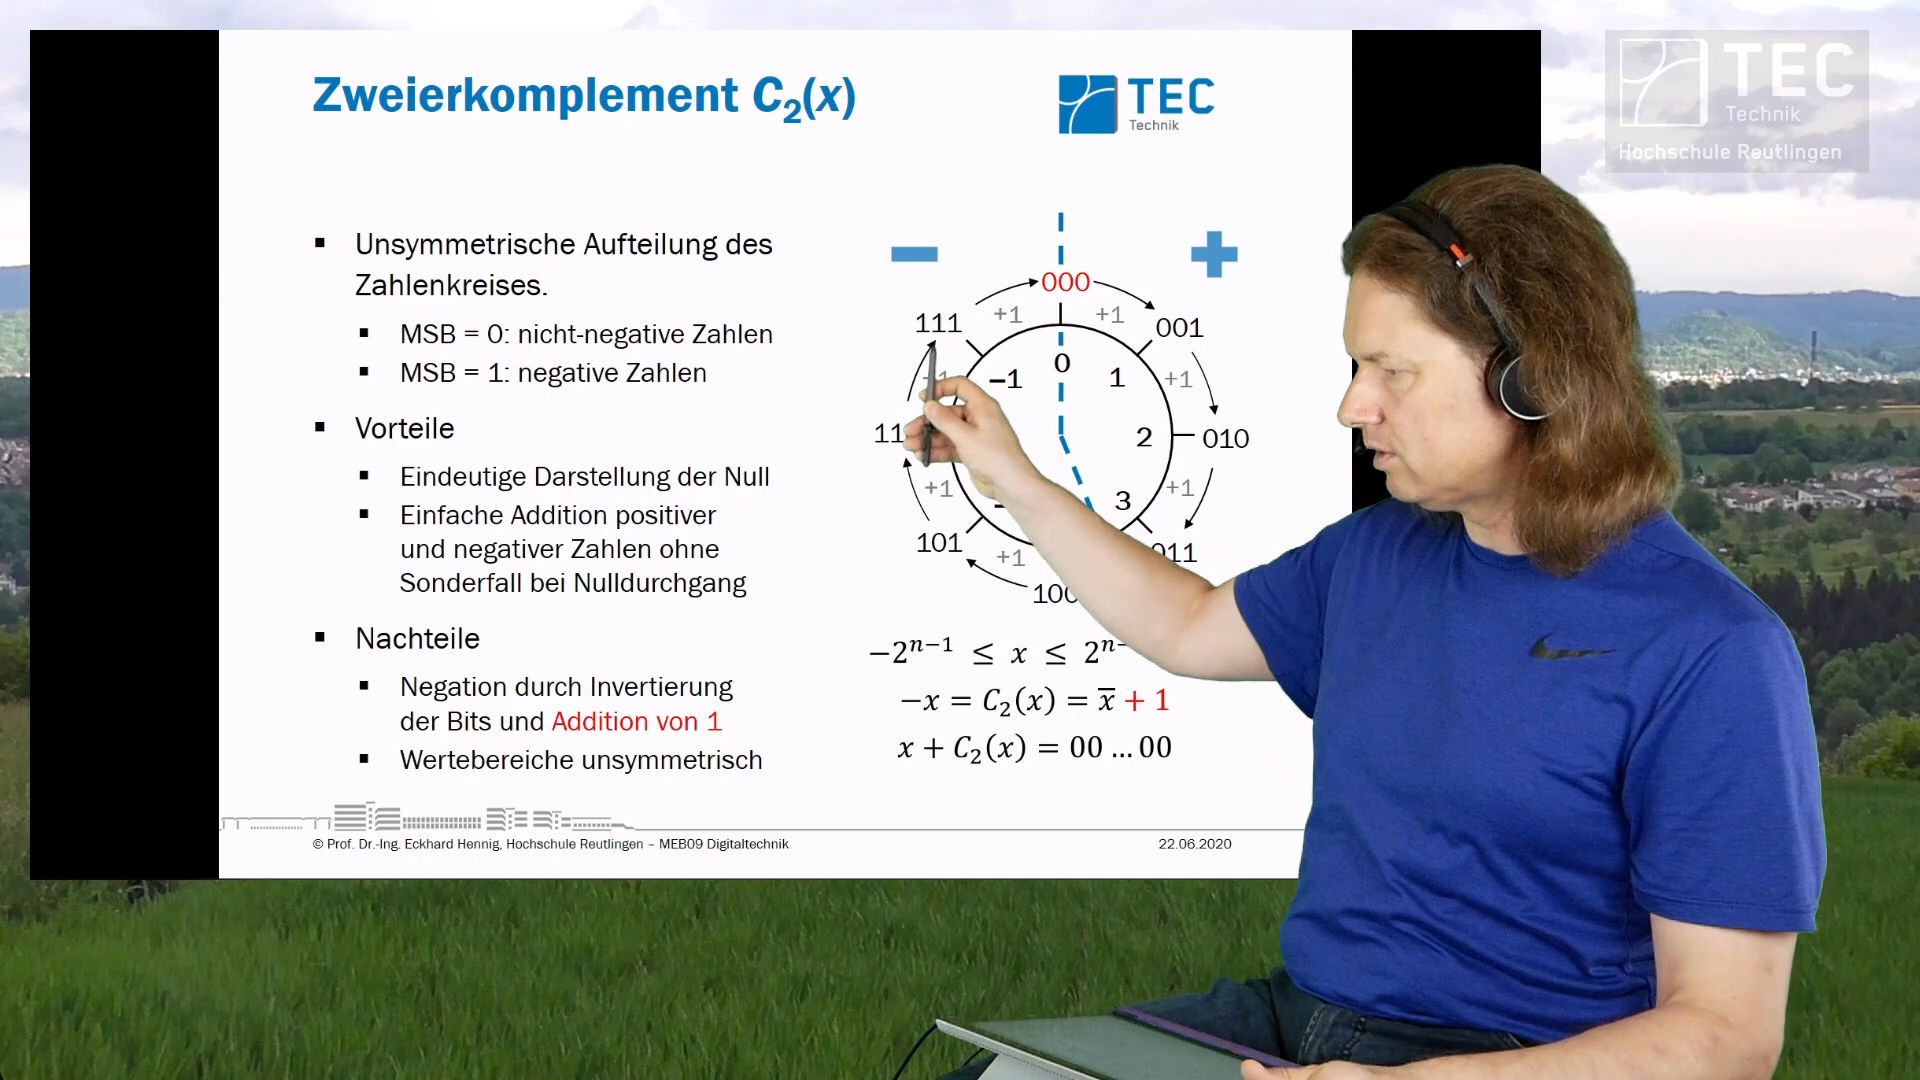 Zweierkomplement C₂(x)
TEC
Technik
TEC
Technik
Hochschule Reutlingen
▪ Unsymmetrische Aufteilung des
Zahlenkreises.
▪ MSB = 0: nicht-negative Zahlen
▪ MSB = 1: negative Zahlen
▪ Vorteile
▪ Eindeutige Darstellung der Null
▪ Einfache Addition positiver
und negativer Zahlen ohne
Sonderfall bei Nulldurchgang
▪ Nachteile
▪ Negation durch Invertierung
der Bits und Addition von 1
▪ Wertebereiche unsymmetrisch
− +
000
111 +1 +1 001
0
−1 1
+1
2 010
+1 +1
3
101 +1
−2ⁿ⁻¹ ≤ x ≤
−x = C₂(x) = x̅ + 1
x + C₂(x) = 00 … 00
© Prof. Dr.-Ing. Eckhard Hennig, Hochschule Reutlingen – MEB09 Digitaltechnik
22.06.2020